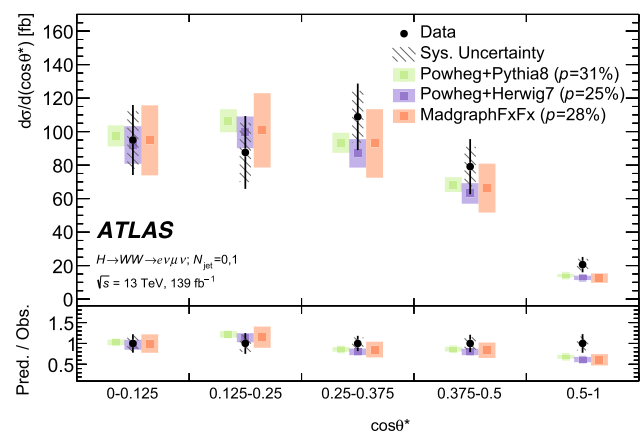 dσ/d(cosθ*) [fb]
160
140
120
100
80
60
40
20
0
Data
Sys. Uncertainty
Powheg+Pythia8 (p=31%)
Powheg+Herwig7 (p=25%)
MadgraphFxFx (p=28%)
ATLAS
H→WW→eνμν; N_jet=0,1
√s = 13 TeV, 139 fb⁻¹
Pred. / Obs.
1.5
1
0.5
0-0.125 0.125-0.25 0.25-0.375 0.375-0.5 0.5-1
cosθ*